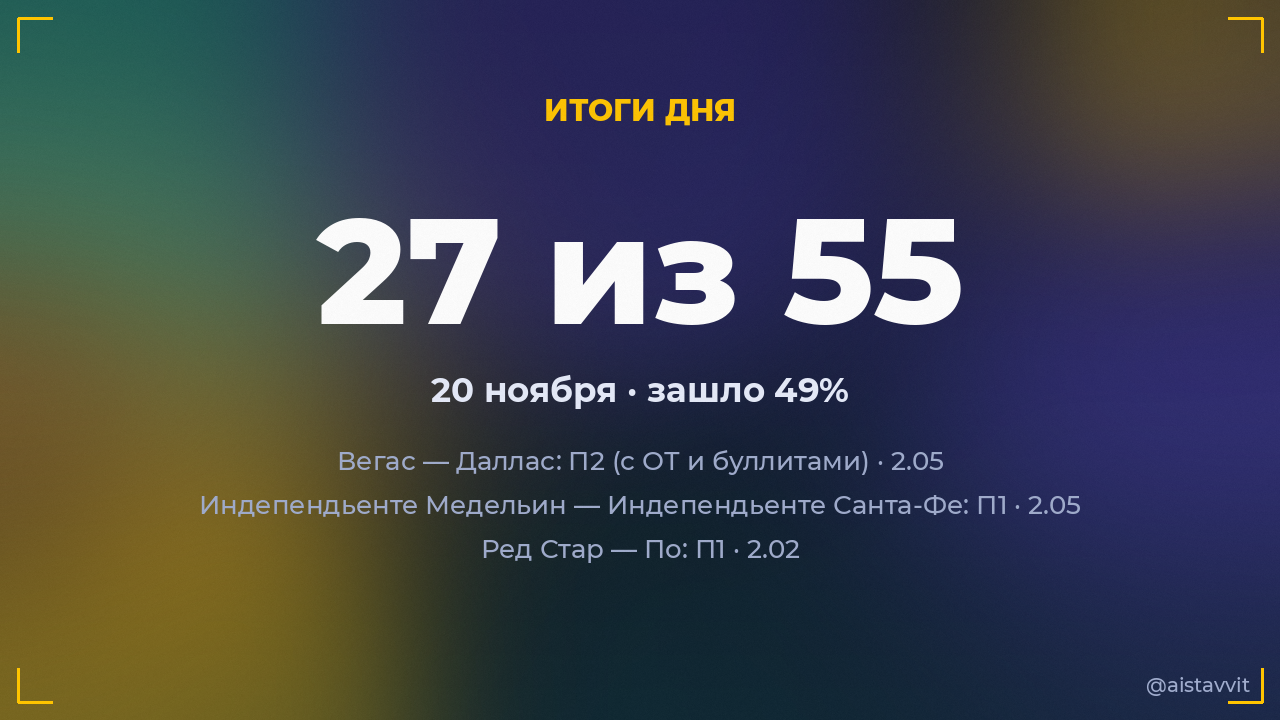 ИТОГИ ДНЯ
27 из 55
20 ноября · зашло 49%
Вегас — Даллас: П2 (с ОТ и буллитами) · 2.05
Индепендьенте Медельин — Индепендьенте Санта-Фе: П1 · 2.05
Ред Стар — По: П1 · 2.02
@aistavvit